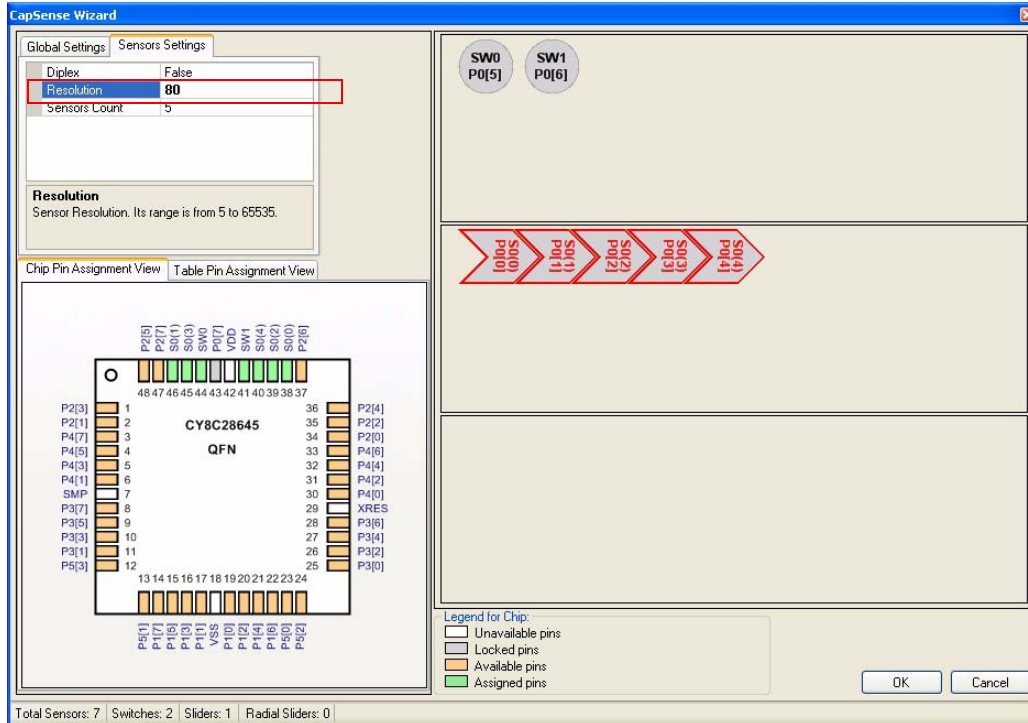 CapSense Wizard
Global Settings Sensors Settings
Diplex False
Resolution 80
Sensors Count 5
Resolution
Sensor Resolution. Its range is from 5 to 65535.
SW0 SW1
P0[5] P0[6]
S0(0) S0(1) S0(2) S0(3) S0(4)
P0[0] P0[1] P0[2] P0[3] P0[4]
Chip Pin Assignment View Table Pin Assignment View
P2[5] P2[7] S0(1) S0(3) SW0 P0[7] VDD SW1 S0(4) S0(2) S0(0) P2[6]
48 47 46 45 44 43 42 41 40 39 38 37
P2[3] 1 36 P2[4]
P2[1] 2 35 P2[2]
P4[7] 3 34 P2[0]
P4[5] 4 33 P4[6]
P4[3] 5 32 P4[4]
P4[1] 6 31 P4[2]
SMP 7 30 P4[0]
P3[7] 8 29 XRES
P3[5] 9 28 P3[6]
P3[3] 10 27 P3[4]
P3[1] 11 26 P3[2]
P5[3] 12 25 P3[0]
CY8C28645
QFN
13 14 15 16 17 18 19 20 21 22 23 24
P5[1] P1[7] P1[5] P1[3] P1[1] VSS P1[0] P1[2] P1[4] P1[6] P5[0] P5[2]
Legend for Chip:
Unavailable pins
Locked pins
Available pins
Assigned pins
OK Cancel
Total Sensors: 7 Switches: 2 Sliders: 1 Radial Sliders: 0